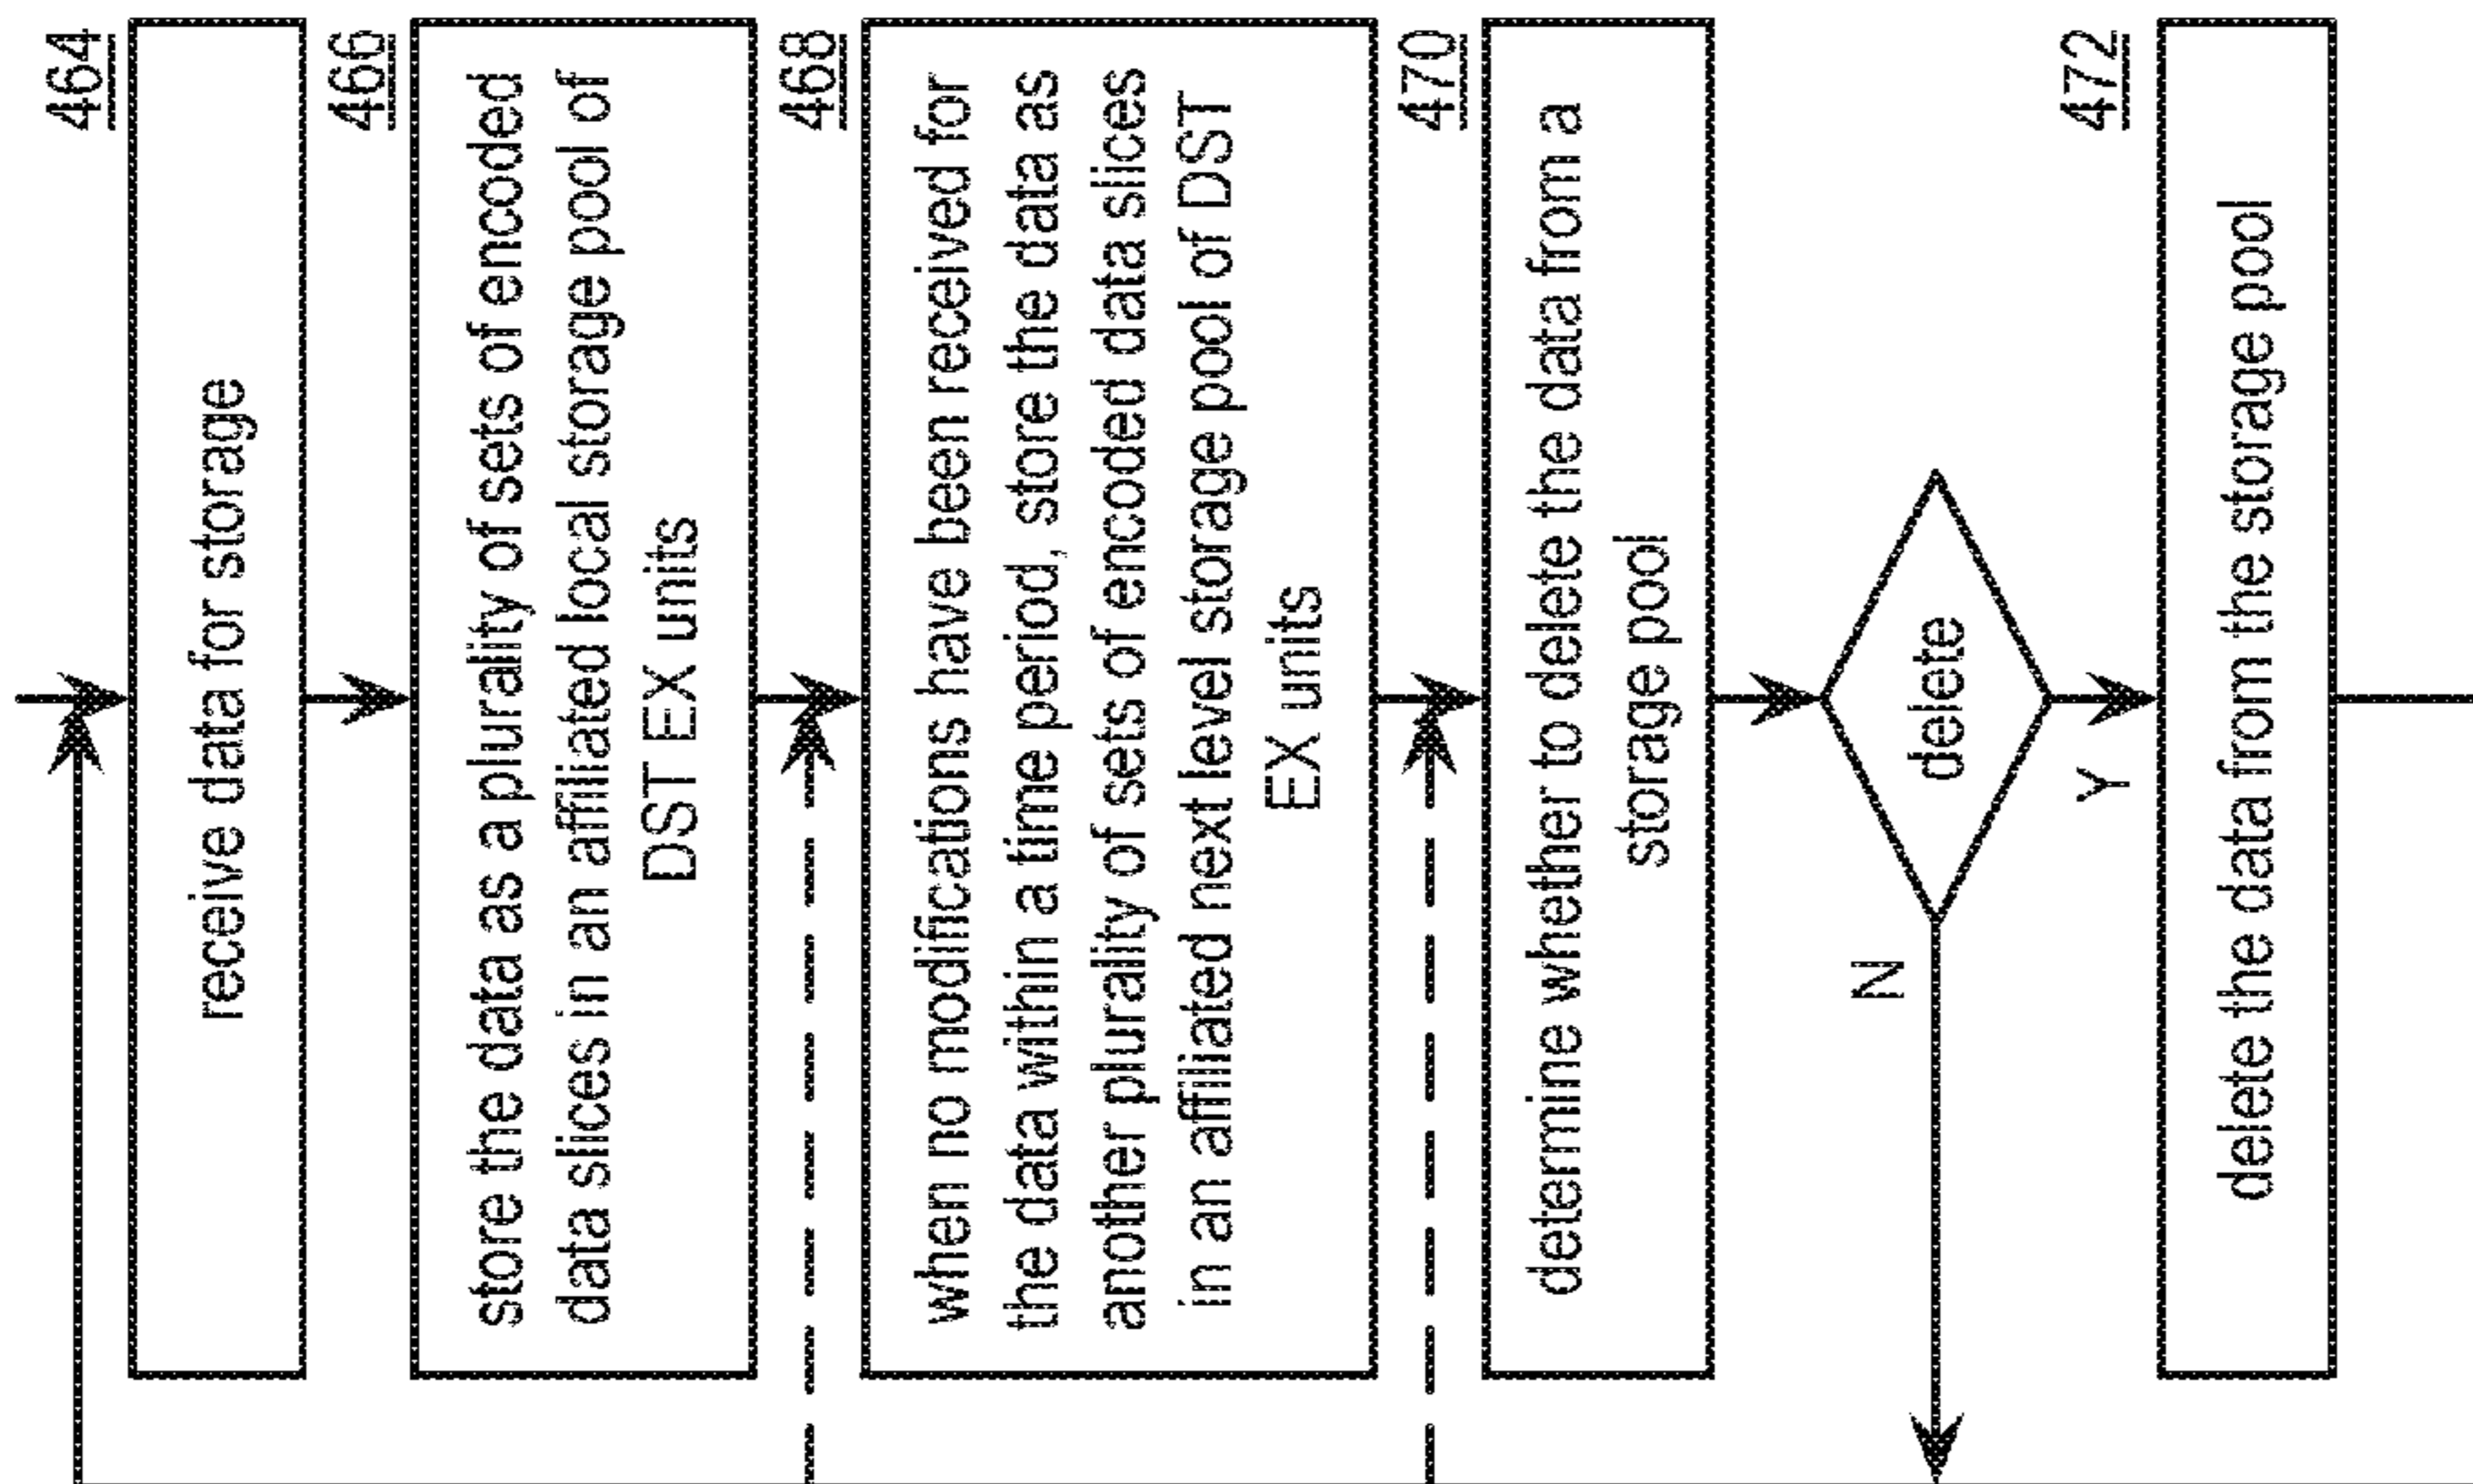 464
receive data for storage
466
store the data as a plurality of sets of encoded
data slices in an affiliated local storage pool of
DST EX units
468
when no modifications have been received for
the data within a time period, store the data as
another plurality of sets of encoded data slices
in an affiliated next level storage pool of DST
EX units
470
determine whether to delete the data from a
storage pool
delete
N
Y
472
delete the data from the storage pool